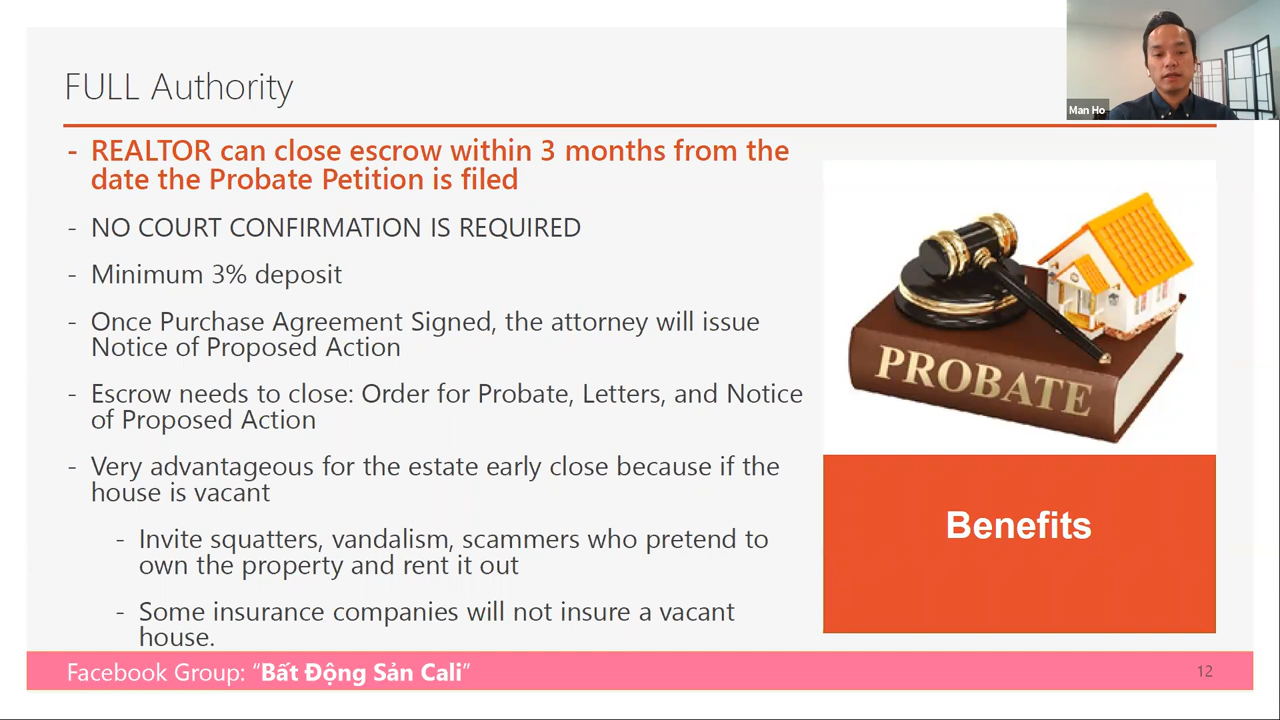 FULL Authority
Man Ho
- REALTOR can close escrow within 3 months from the
date the Probate Petition is filed
- NO COURT CONFIRMATION IS REQUIRED
- Minimum 3% deposit
- Once Purchase Agreement Signed, the attorney will issue
Notice of Proposed Action
- Escrow needs to close: Order for Probate, Letters, and Notice
of Proposed Action
- Very advantageous for the estate early close because if the
house is vacant
- Invite squatters, vandalism, scammers who pretend to
own the property and rent it out
- Some insurance companies will not insure a vacant
house.
PROBATE
Benefits
Facebook Group: “Bất Động Sản Cali”
12